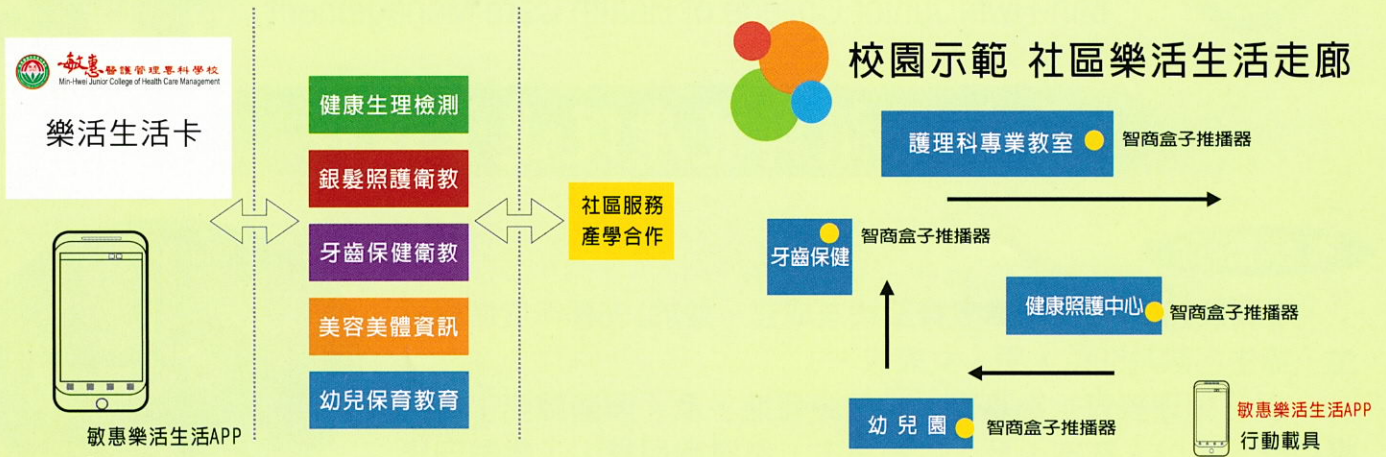 敏惠醫護管理專科學校
Min-Hwei Junior College of Health Care Management
樂活生活卡
敏惠樂活生活APP
健康生理檢測
銀髮照護衛教
牙齒保健衛教
美容美體資訊
幼兒保育教育
社區服務
產學合作
校園示範 社區樂活生活走廊
護理科專業教室
智商盒子推播器
牙齒保健
智商盒子推播器
健康照護中心
智商盒子推播器
幼兒園
智商盒子推播器
敏惠樂活生活APP
行動載具